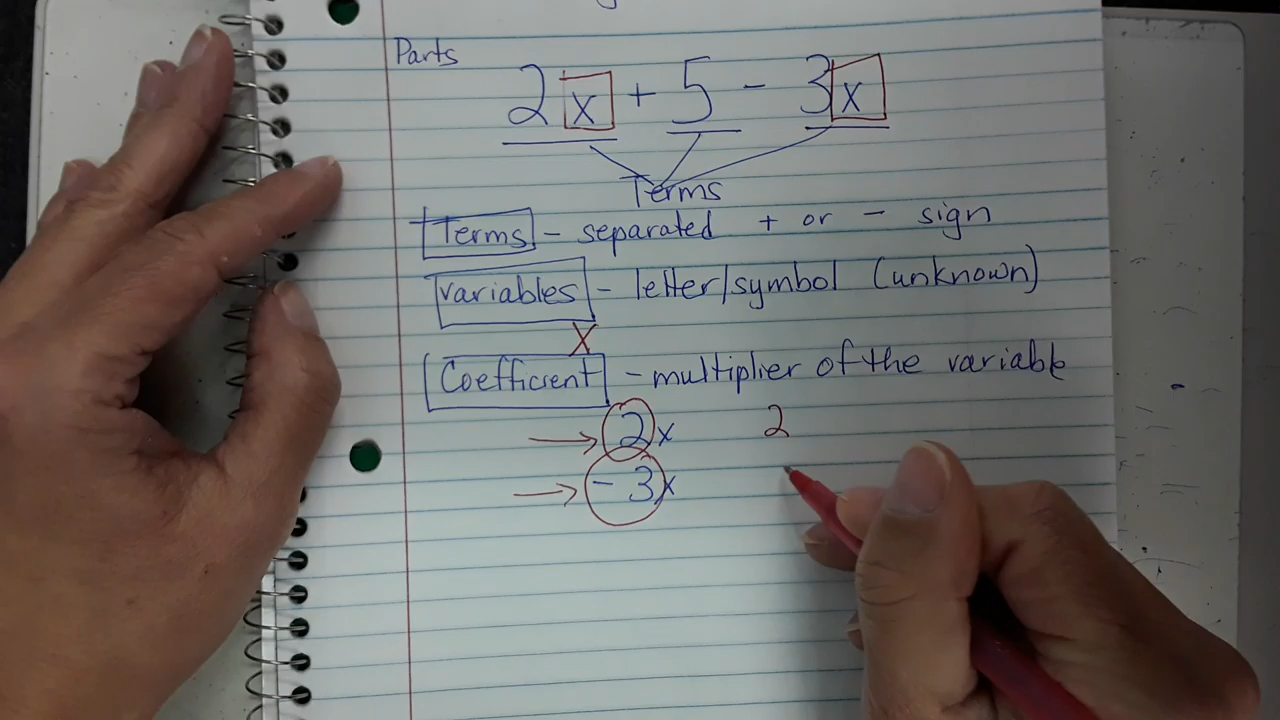 Parts
2x + 5 - 3x
Terms
Terms - separated + or - sign
variables - letter/symbol (unknown)
x
Coefficient - multiplier of the variable
→ 2x 2
→ -3x